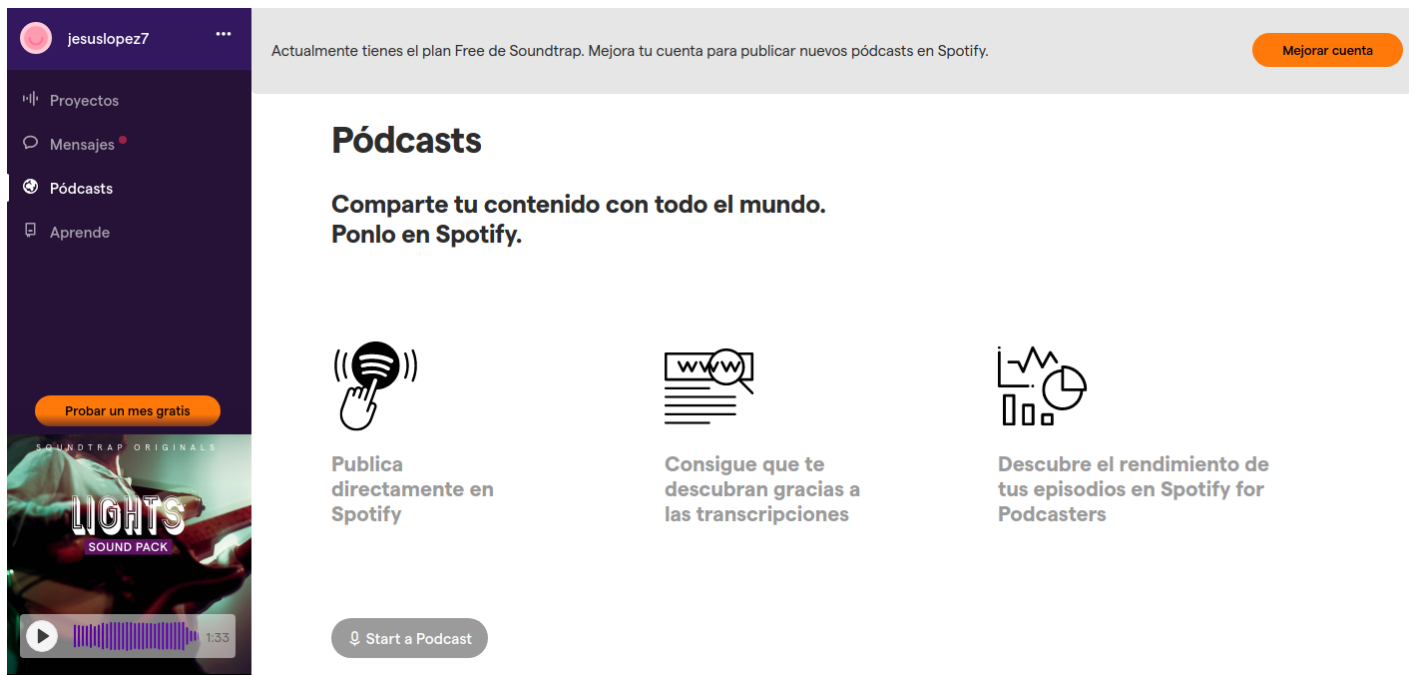 jesuslopez7
Proyectos
Mensajes
Pódcasts
Aprende
Probar un mes gratis
SOUNDTRAP ORIGINALS
LIGHTS
SOUND PACK
1:33
Actualmente tienes el plan Free de Soundtrap. Mejora tu cuenta para publicar nuevos pódcasts en Spotify.
Mejorar cuenta
Pódcasts
Comparte tu contenido con todo el mundo.
Ponlo en Spotify.
Publica
directamente en
Spotify
www
Consigue que te
descubran gracias a
las transcripciones
Descubre el rendimiento de
tus episodios en Spotify for
Podcasters
Start a Podcast